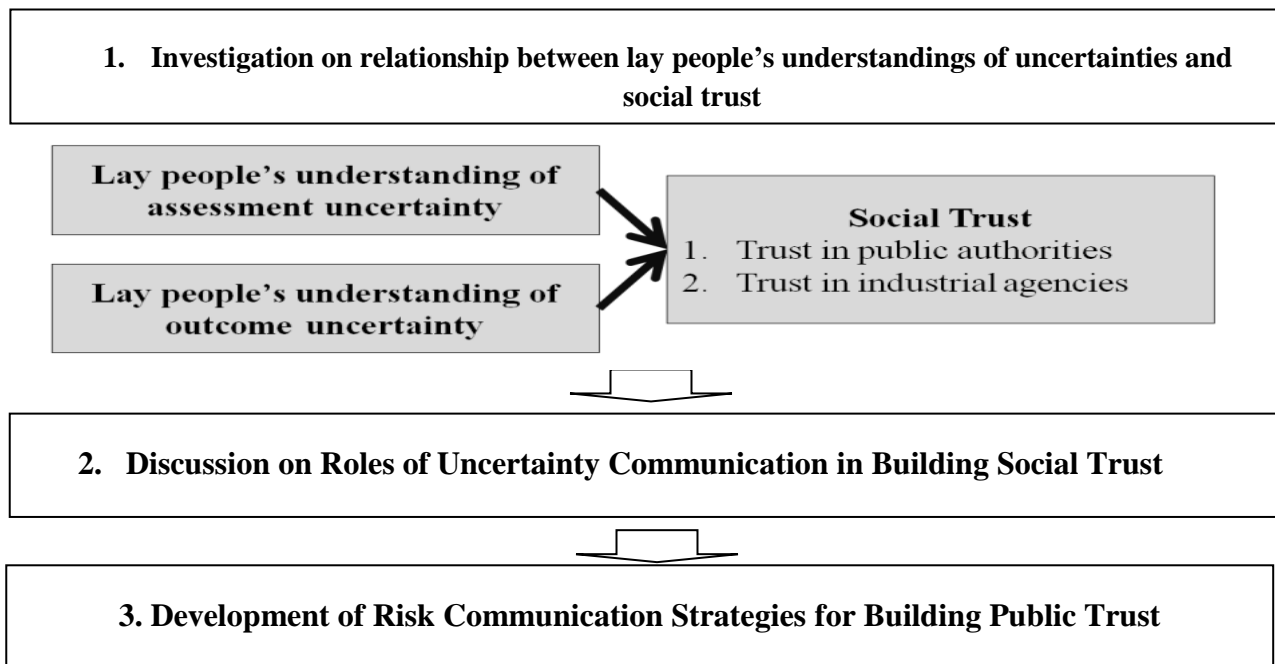 1. Investigation on relationship between lay people’s understandings of uncertainties and
social trust
Lay people’s understanding of
assessment uncertainty
Lay people’s understanding of
outcome uncertainty
Social Trust
1. Trust in public authorities
2. Trust in industrial agencies
2. Discussion on Roles of Uncertainty Communication in Building Social Trust
3. Development of Risk Communication Strategies for Building Public Trust